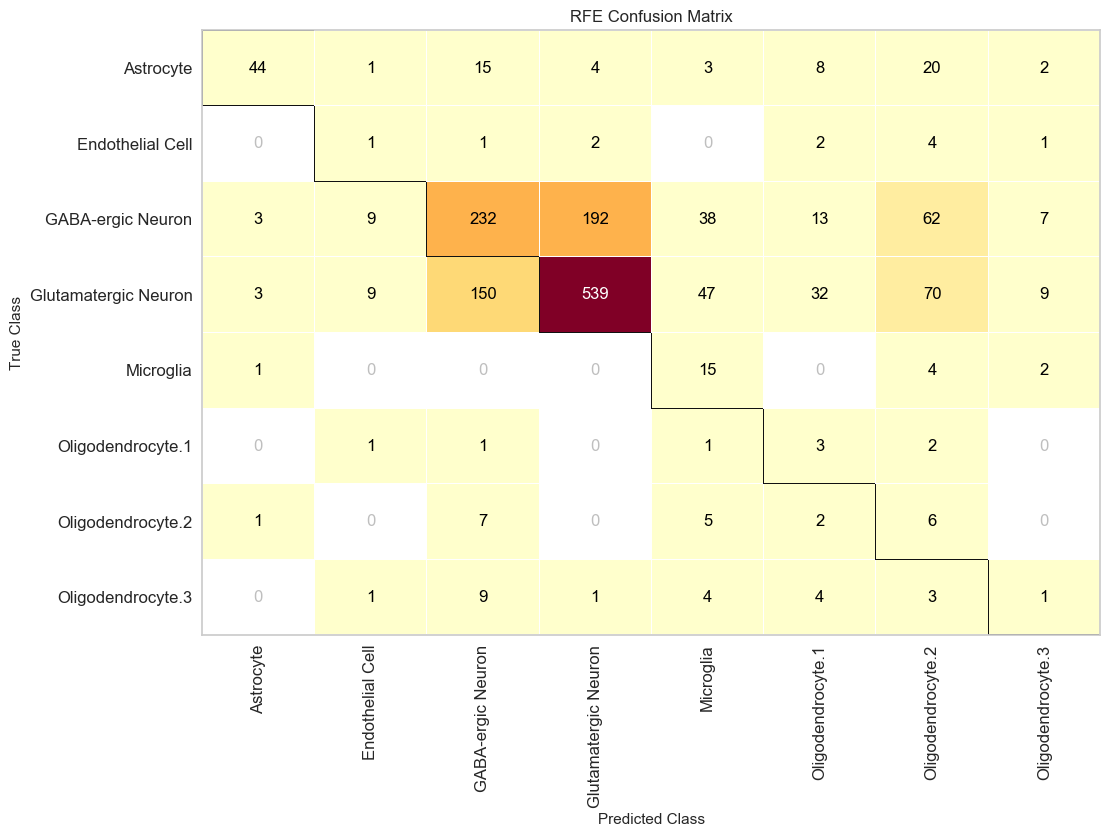 RFE Confusion Matrix
True Class
Astrocyte 44 1 15 4 3 8 20 2
Endothelial Cell 0 1 1 2 0 2 4 1
GABA-ergic Neuron 3 9 232 192 38 13 62 7
Glutamatergic Neuron 3 9 150 539 47 32 70 9
Microglia 1 0 0 0 15 0 4 2
Oligodendrocyte.1 0 1 1 0 1 3 2 0
Oligodendrocyte.2 1 0 7 0 5 2 6 0
Oligodendrocyte.3 0 1 9 1 4 4 3 1
Astrocyte
Endothelial Cell
GABA-ergic Neuron
Glutamatergic Neuron
Microglia
Oligodendrocyte.1
Oligodendrocyte.2
Oligodendrocyte.3
Predicted Class